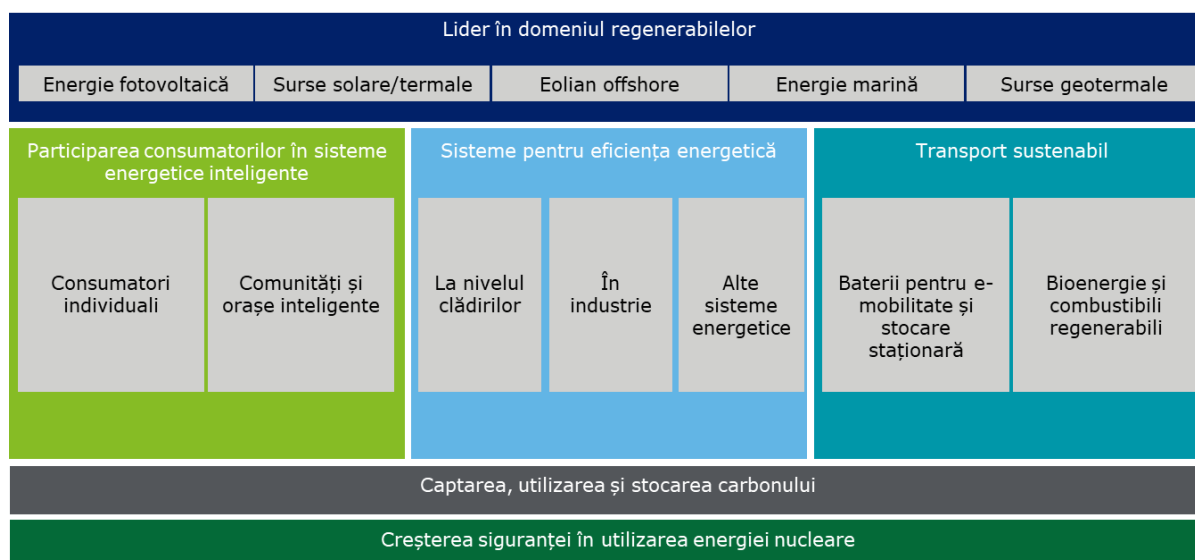 Lider în domeniul regenerabilelor
Energie fotovoltaică
Surse solare/termale
Eolian offshore
Energie marină
Surse geotermale
Participarea consumatorilor în sisteme
energetice inteligente
Consumatori
individuali
Comunități și
orașe inteligente
Sisteme pentru eficiența energetică
La nivelul
clădirilor
În
industrie
Alte
sisteme
energetice
Transport sustenabil
Baterii pentru e-
mobilitate și
stocare
staționară
Bioenergie și
combustibili
regenerabili
Captarea, utilizarea și stocarea carbonului
Creșterea siguranței în utilizarea energiei nucleare